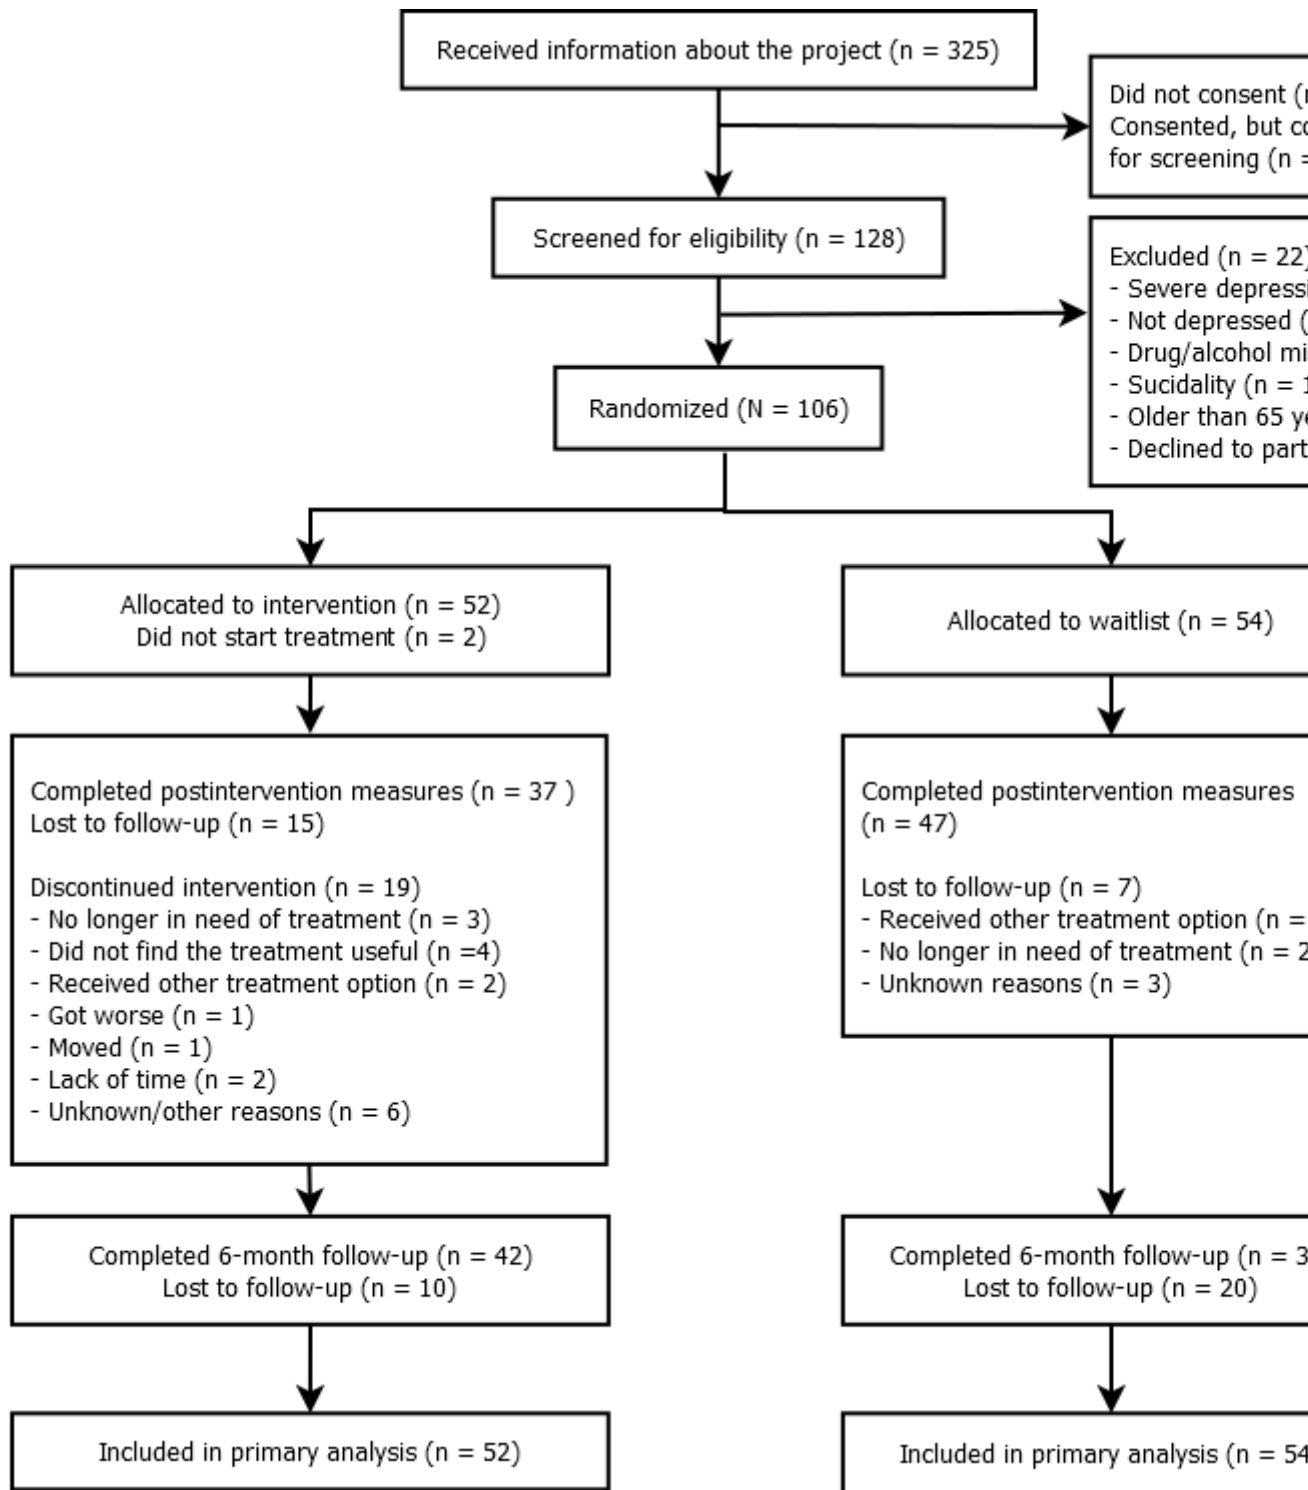 Received information about the project (n = 325)
Did not consent (
Consented, but
for screening (n =
Screened for eligibility (n = 128)
Excluded (n = 22)
- Severe
- Not depressed (
- Drug/alcohol
- Sucidality (n = 1
- Older than 65
- Declined to
Randomized (N = 106)
Allocated to intervention (n = 52)
Did not start treatment (n = 2)
Allocated to waitlist (n = 54)
Completed postintervention measures (n = 37 )
Lost to follow-up (n = 15)
Discontinued intervention (n = 19)
- No longer in need of treatment (n = 3)
- Did not find the treatment useful (n =4)
- Received other treatment option (n = 2)
- Got worse (n = 1)
- Moved (n = 1)
- Lack of time (n = 2)
- Unknown/other reasons (n = 6)
Completed postintervention measures
(n = 47)
Lost to follow-up (n = 7)
- Received other treatment option (n =
- No longer in need of treatment (n = 2
- Unknown reasons (n = 3)
Completed 6-month follow-up (n = 42)
Lost to follow-up (n = 10)
Completed 6-month follow-up (n = 3
Lost to follow-up (n = 20)
Included in primary analysis (n = 52)
Included in primary analysis (n = 54